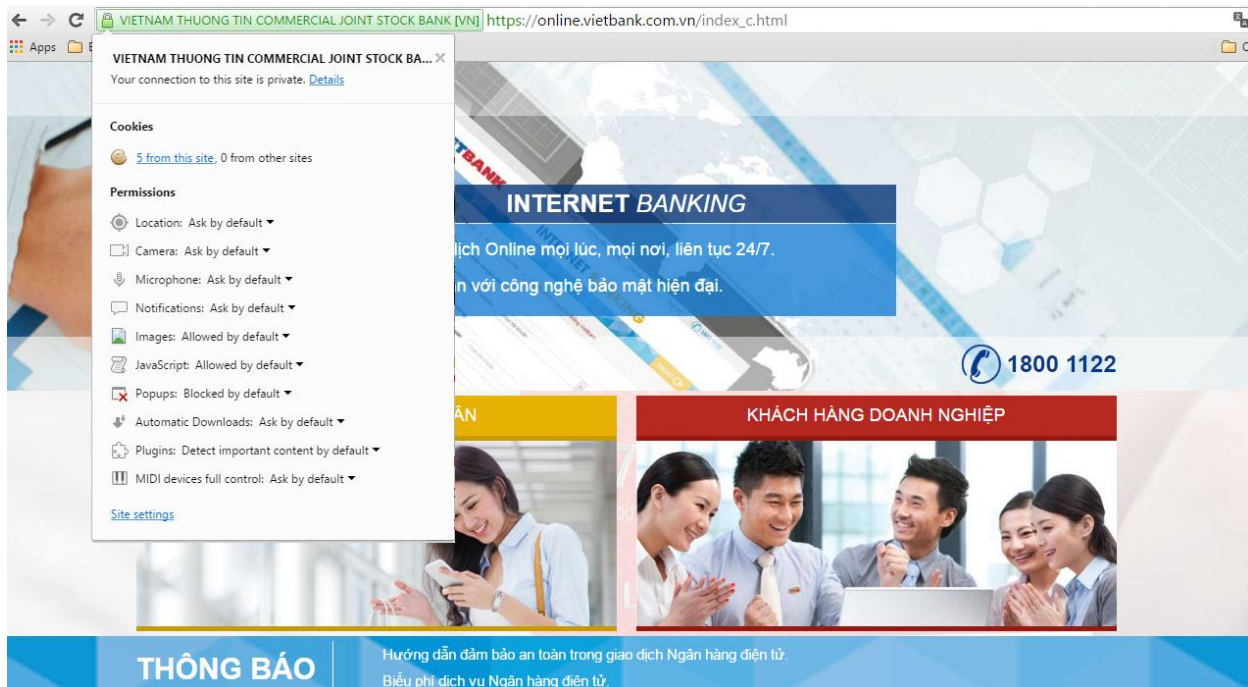 VIETNAM THUONG TIN COMMERCIAL JOINT STOCK BANK [VN] https://online.vietbank.com.vn/index_c.html
Apps
VIETNAM THUONG TIN COMMERCIAL JOINT STOCK BA...
Your connection to this site is private. Details
Cookies
5 from this site, 0 from other sites
Permissions
Location: Ask by default
Camera: Ask by default
Microphone: Ask by default
Notifications: Ask by default
Images: Allowed by default
JavaScript: Allowed by default
Popups: Blocked by default
Automatic Downloads: Ask by default
Plugins: Detect important content by default
MIDI devices full control: Ask by default
Site settings
INTERNET BANKING
lịch Online mọi lúc, mọi nơi, liên tục 24/7.
n với công nghệ bảo mật hiện đại.
1800 1122
ÂN
KHÁCH HÀNG DOANH NGHIỆP
THÔNG BÁO
Hướng dẫn đảm bảo an toàn trong giao dịch Ngân hàng điện tử.
Biểu phí dịch vụ Ngân hàng điện tử.